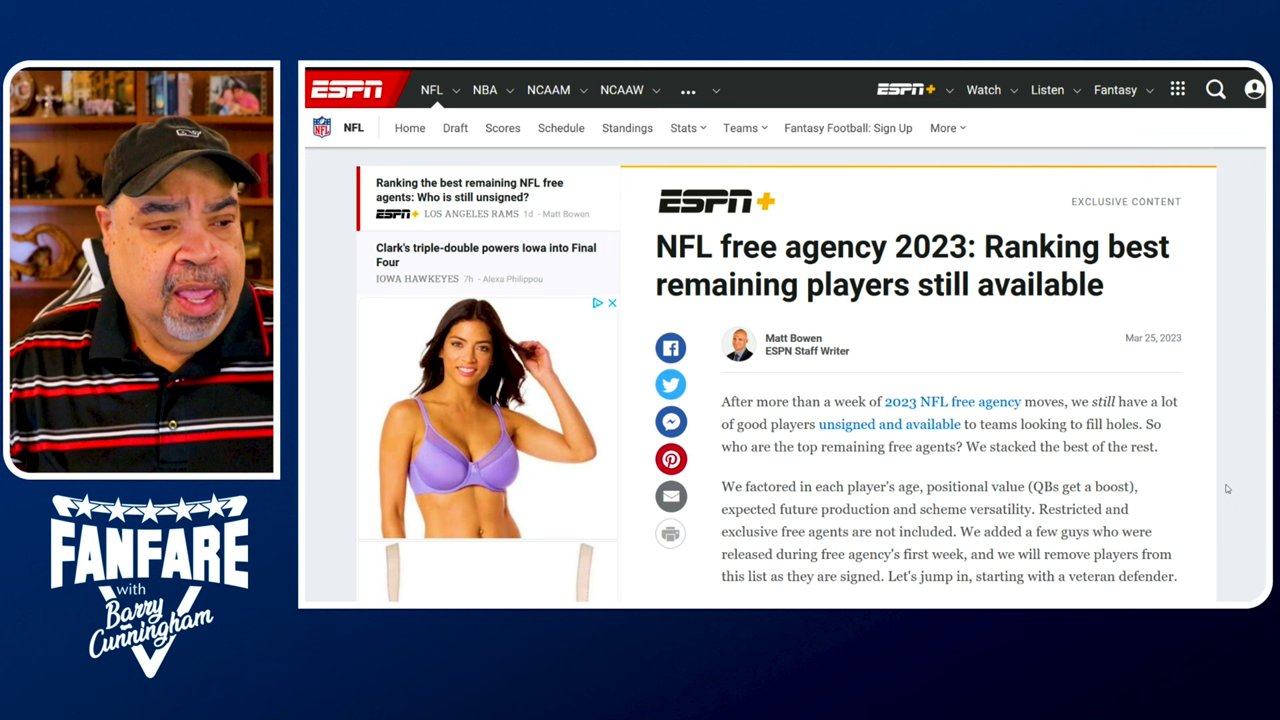 ESPN
NFL
NBA
NCAAM
NCAAW
...
ESPN+
Watch
Listen
Fantasy
NFL
NFL
Home
Draft
Scores
Schedule
Standings
Stats
Teams
Fantasy Football: Sign Up
More
Ranking the best remaining NFL free
agents: Who is still unsigned?
ESPN+ LOS ANGELES RAMS 1d - Matt Bowen
Clark's triple-double powers Iowa into Final
Four
IOWA HAWKEYES 7h - Alexa Philippou
ESPN+
EXCLUSIVE CONTENT
NFL free agency 2023: Ranking best
remaining players still available
Matt Bowen
ESPN Staff Writer
Mar 25, 2023
After more than a week of 2023 NFL free agency moves, we still have a lot
of good players unsigned and available to teams looking to fill holes. So
who are the top remaining free agents? We stacked the best of the rest.
We factored in each player's age, positional value (QBs get a boost),
expected future production and scheme versatility. Restricted and
exclusive free agents are not included. We added a few guys who were
released during free agency's first week, and we will remove players from
this list as they are signed. Let's jump in, starting with a veteran defender.
FANFARE
with
Barry
Cunningham